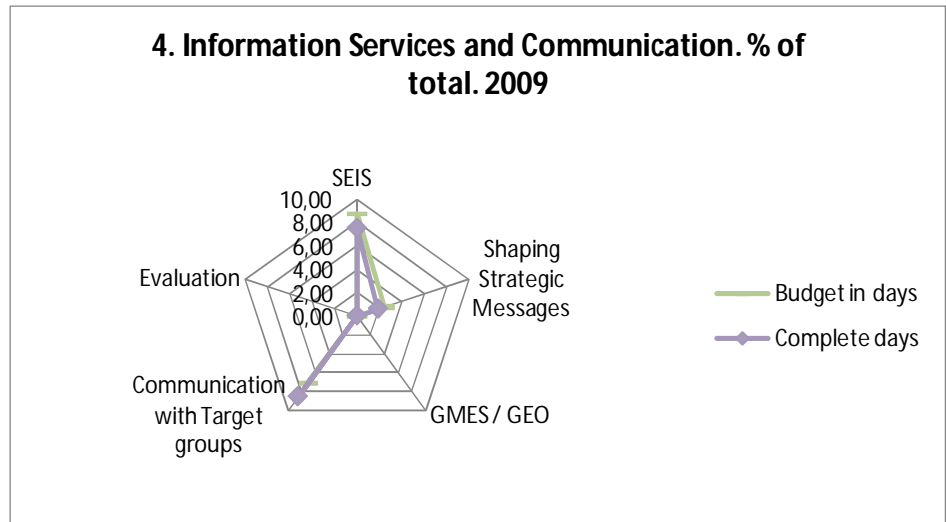 4. Information Services and Communication. % of
total. 2009
SEIS
10,00
8,00
6,00
4,00
2,00
0,00
Shaping
Strategic
Messages
GMES / GEO
Communication
with Target
groups
Evaluation
Budget in days
Complete days